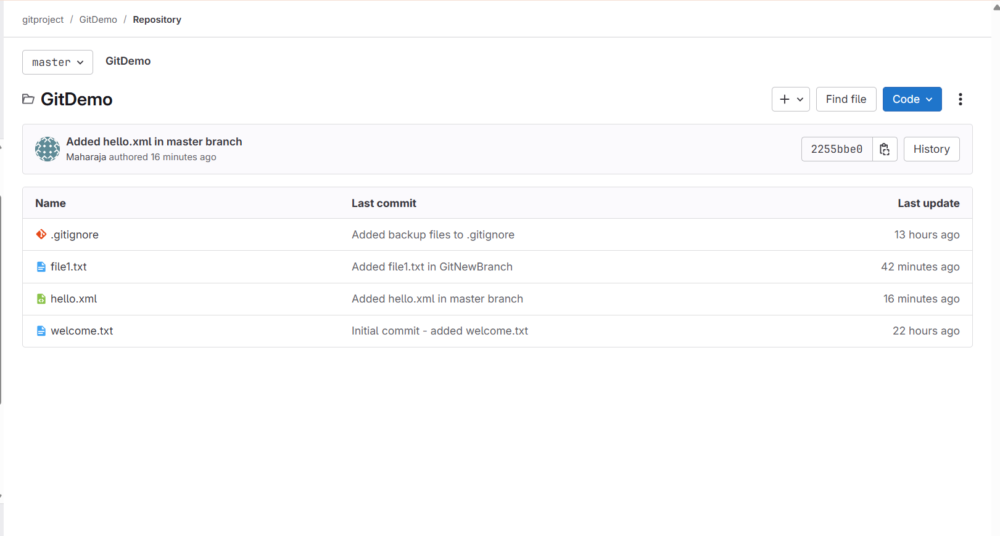 gitproject / GitDemo / Repository
master GitDemo
GitDemo + Find file Code
Added hello.xml in master branch
Maharaja authored 16 minutes ago
2255bbe0 History
Name Last commit Last update
.gitignore Added backup files to .gitignore 13 hours ago
file1.txt Added file1.txt in GitNewBranch 42 minutes ago
hello.xml Added hello.xml in master branch 16 minutes ago
welcome.txt Initial commit - added welcome.txt 22 hours ago